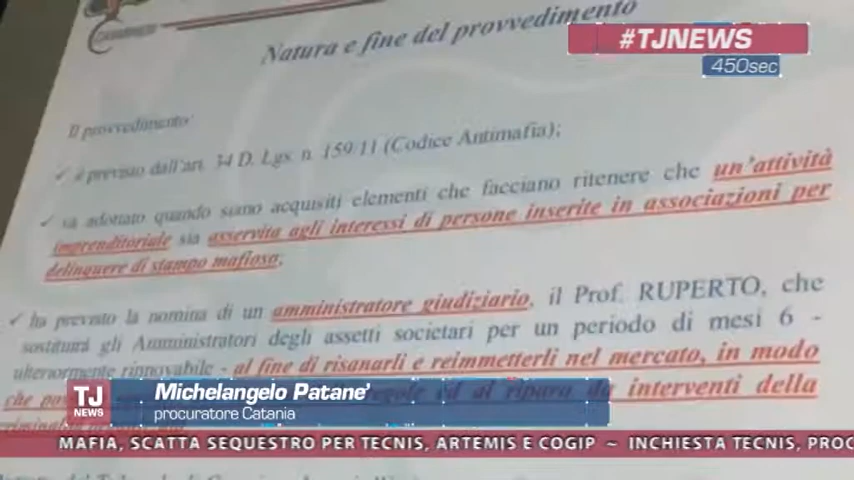 Natura e fine del provvedimento
#TJNEWS
450sec
Il provvedimento
è previsto dall'art. 34 D. Lgs. n. 159/11 (Codice Antimafia);
va adottato quando siano acquisiti elementi che facciano ritenere che un'attività
imprenditoriale sia asservita agli interessi di persone inserite in associazioni per
delinquere di stampo mafioso;
ha previsto la nomina di un amministratore giudiziario, il Prof. RUPERTO, che
sostituirà gli Amministratori degli assetti societari per un periodo di mesi 6 -
ulteriormente rinnovabile - al fine di risanarli e reimmetterli nel mercato, in modo
che regole ed al riparo da interventi della
TJ
NEWS
Michelangelo Patane'
procuratore Catania
MAFIA, SCATTA SEQUESTRO PER TECNIS, ARTEMIS E COGIP ~ INCHIESTA TECNIS, PROC